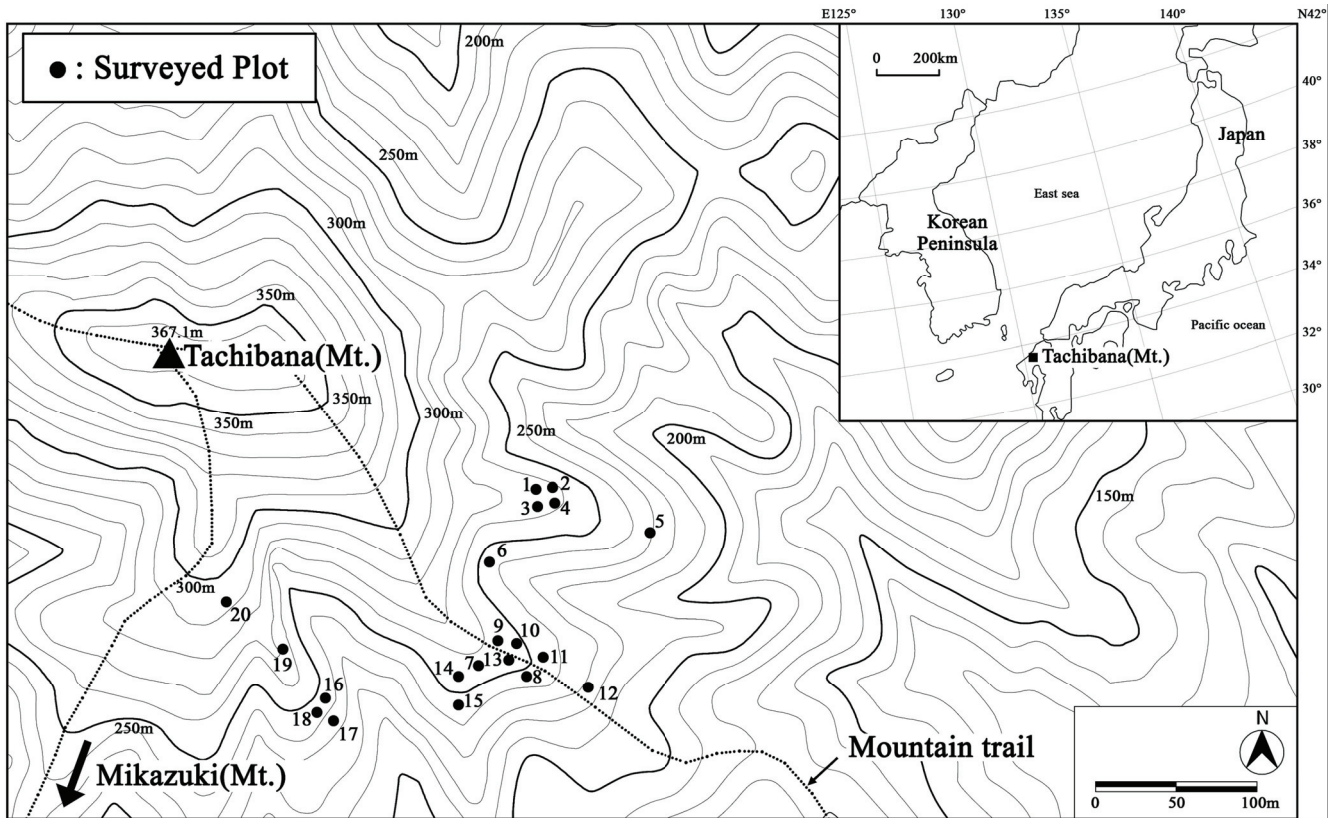 E125°
130°
135°
140°
N42°
● : Surveyed Plot
200m
0 200km
40°
Japan
38°
250m
East sea
36°
Korean
Peninsula
34°
300m
350m
Pacific ocean
32°
367.1m
Tachibana(Mt.)
Tachibana(Mt.)
30°
350m
300m
350m
250m
200m
150m
1
2
3
4
5
6
300m
20
9
10
11
7
13
19
14
8
12
15
16
18
17
250m
N
Mountain trail
Mikazuki(Mt.)
0 50 100m